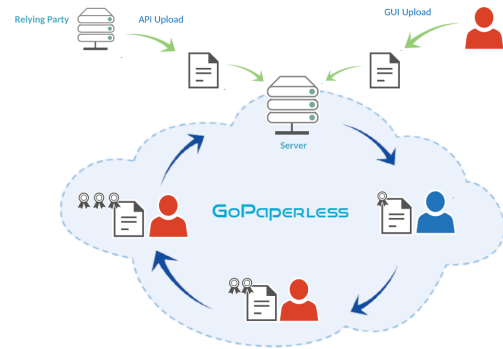 Relying Party
API Upload
GUI Upload
Server
GoPaperless